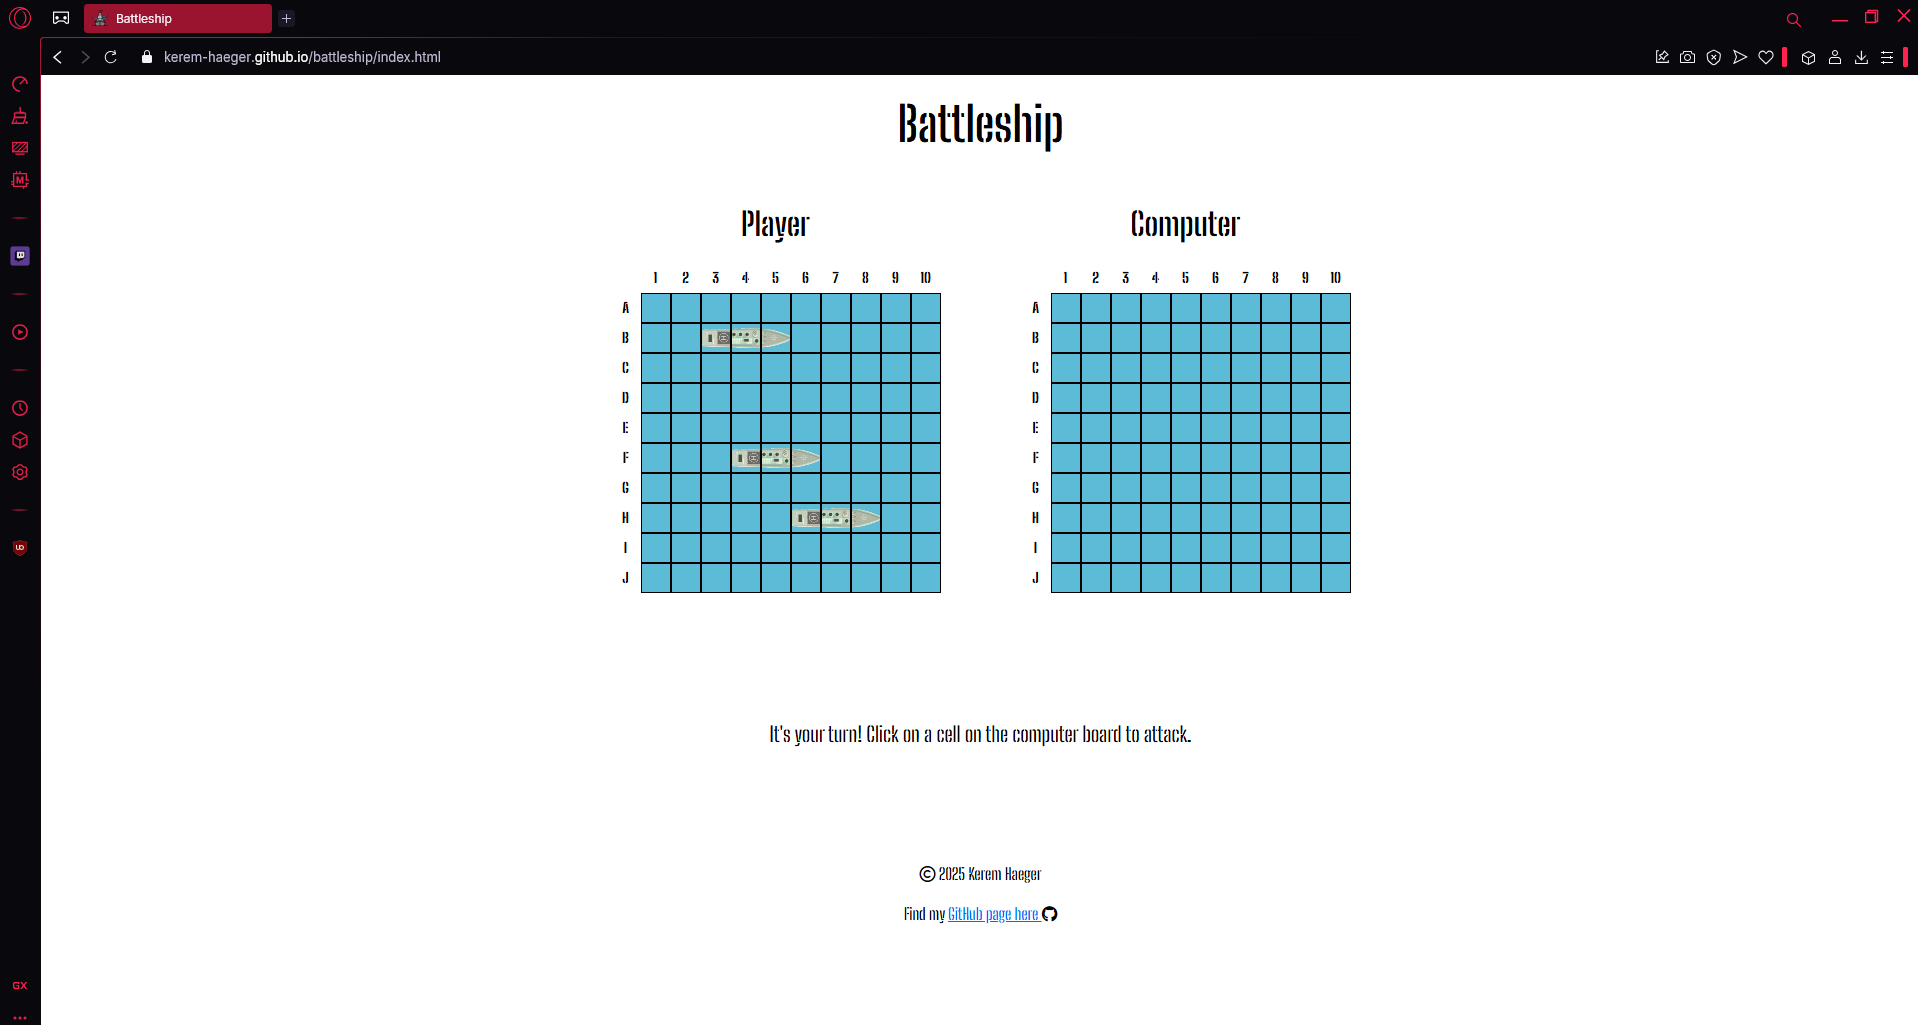 Battleship
kerem-haeger.github.io/battleship/index.html
Battleship
Player
Computer
1 2 3 4 5 6 7 8 9 10
1 2 3 4 5 6 7 8 9 10
A
B
C
D
E
F
G
H
I
J
A
B
C
D
E
F
G
H
I
J
It's your turn! Click on a cell on the computer board to attack.
© 2025 Kerem Haeger
Find my GitHub page here
M
UO
GX